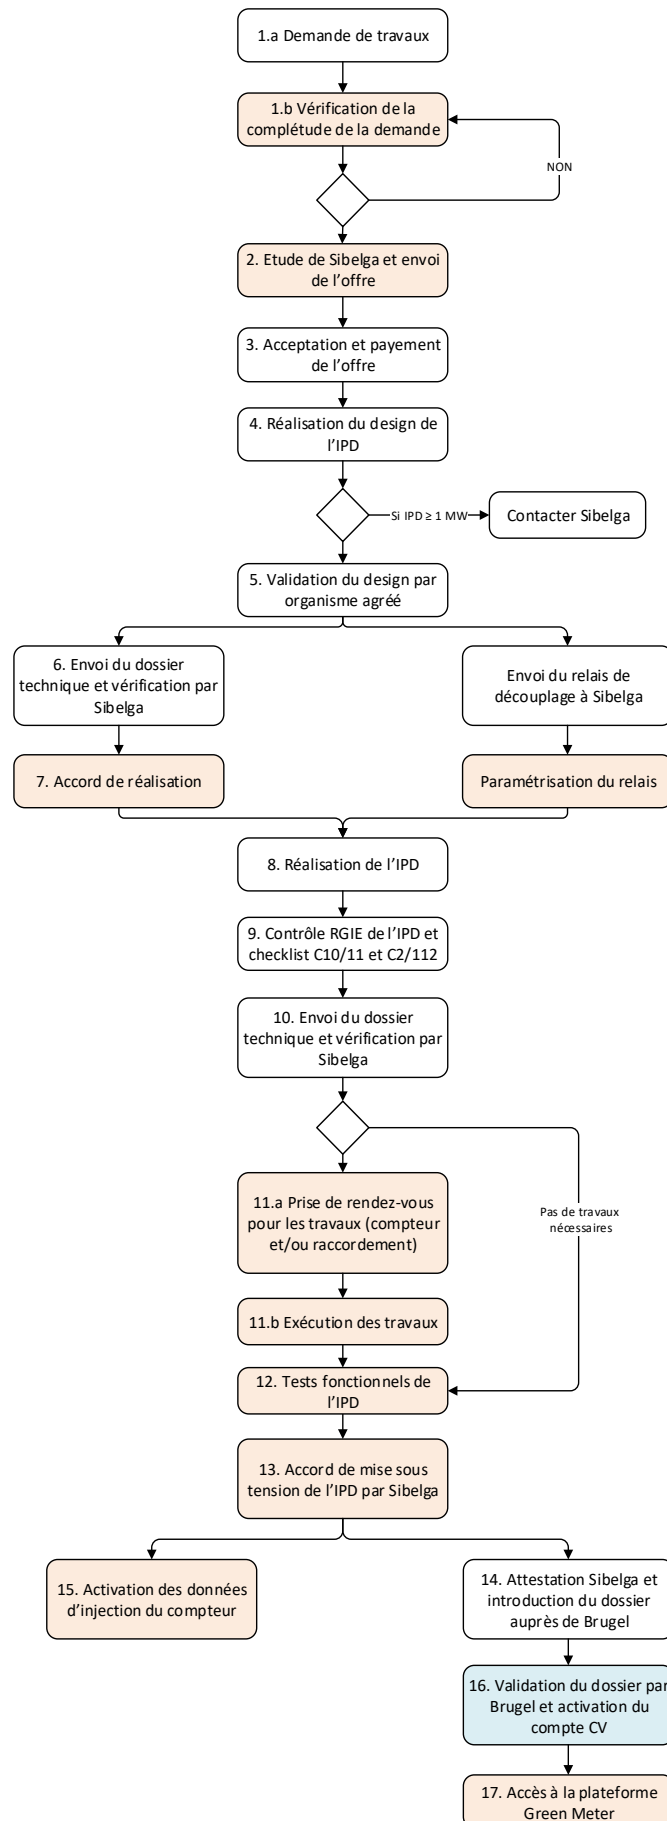 1.a Demande de travaux
1.b Vérification de la
complétude de la demande
NON
2. Etude de Sibelga et envoi
de l’offre
3. Acceptation et payement
de l’offre
4. Réalisation du design de
l’IPD
Si IPD ≥ 1 MW
Contacter Sibelga
5. Validation du design par
organisme agréé
6. Envoi du dossier
technique et vérification par
Sibelga
Envoi du relais de
découplage à Sibelga
7. Accord de réalisation
Paramétrisation du relais
8. Réalisation de l’IPD
9. Contrôle RGIE de l’IPD et
checklist C10/11 et C2/112
10. Envoi du dossier
technique et vérification par
Sibelga
11.a Prise de rendez-vous
pour les travaux (compteur
et/ou raccordement)
Pas de travaux
nécessaires
11.b Exécution des travaux
12. Tests fonctionnels de
l’IPD
13. Accord de mise sous
tension de l’IPD par Sibelga
15. Activation des données
d’injection du compteur
14. Attestation Sibelga et
introduction du dossier
auprès de Brugel
16. Validation du dossier par
Brugel et activation du
compte CV
17. Accès à la plateforme
Green Meter